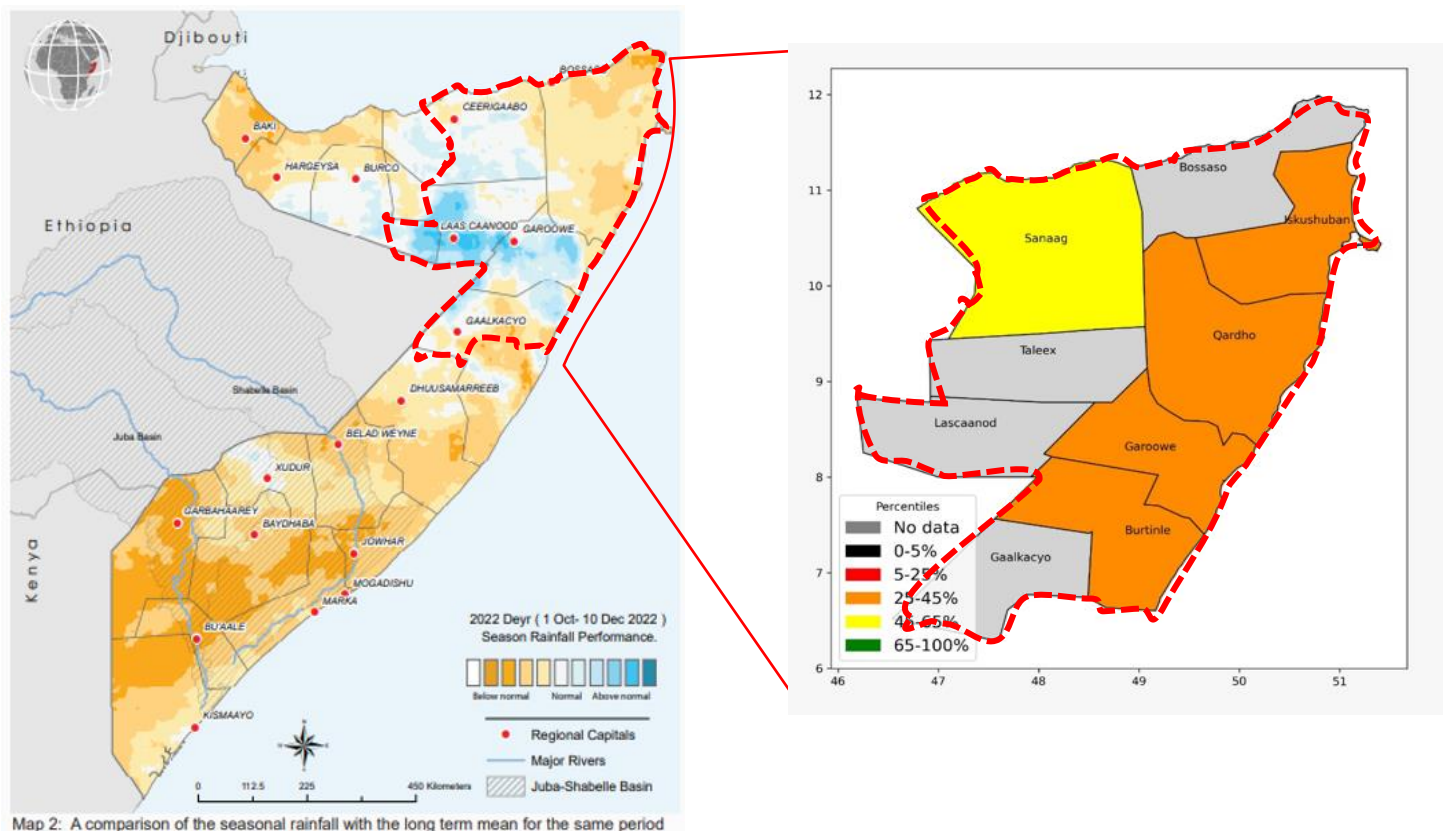 Djibouti
BOSSASO
CEERIGAABO
BAKI
HARGEYSA
BURCO
Ethiopia
LAAS CAANOOD
GAROOWE
GAALKACYO
Shabelle Basin
DHUUSAMARREEB
Juba Basin
BELAD WEYNE
XUDUR
GARBAHAAREY
BAYDHABA
JOWHAR
Kenya
MOGADISHU
MARKA
BU'AALE
KISMAAYO
2022 Deyr ( 1 Oct- 10 Dec 2022 )
Season Rainfall Performance.
Below normal Normal Above normal
Regional Capitals
Major Rivers
Juba-Shabelle Basin
0 112.5 225 450 Kilometers
Map 2: A comparison of the seasonal rainfall with the long term mean for the same period
12
11
10
9
8
7
6
46 47 48 49 50 51
Bossaso
Iskushuban
Sanaag
Qardho
Taleex
Lascaanod
Garoowe
Burtinle
Gaalkacyo
Percentiles
No data
0-5%
5-25%
25-45%
45-65%
65-100%